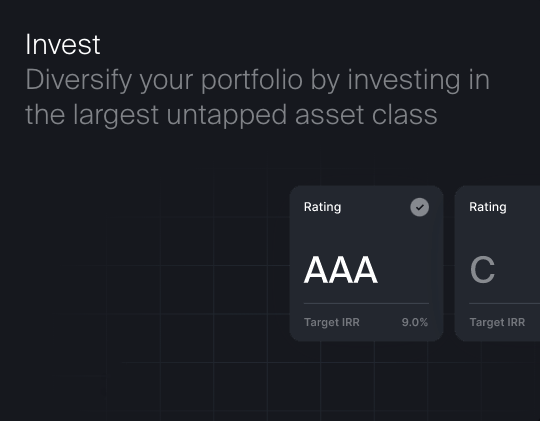 Invest
Diversify your portfolio by investing in
the largest untapped asset class
Rating
AAA
Target IRR 9.0%
Rating
C
Target IRR